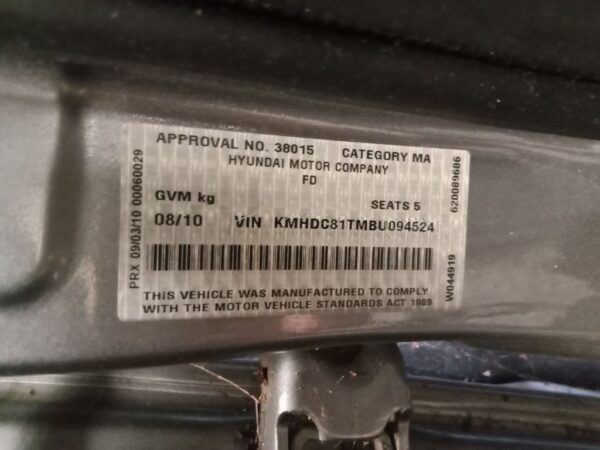 APPROVAL NO. 38015 CATEGORY MA
HYUNDAI MOTOR COMPANY
FD
GVM kg
SEATS 5
08/10 VIN KMHDC81TMBU094524
THIS VEHICLE WAS MANUFACTURED TO COMPLY
WITH THE MOTOR VEHICLE STANDARDS ACT 1989
PRX 09/03/10 00060029
620089686
W044919